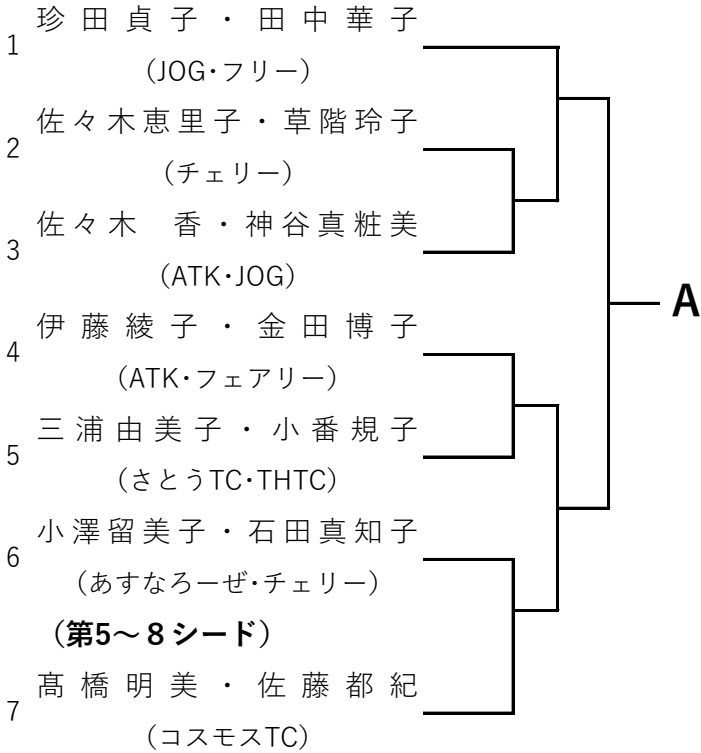 珍田貞子・田中華子
1
(JOG･フリー)
佐々木恵里子・草階玲子
2
(チェリー)
佐々木　香・神谷真粧美
3
(ATK･JOG)
伊藤綾子・金田博子
4
(ATK･フェアリー)
三浦由美子・小番規子
5
(さとうTC･THTC)
小澤留美子・石田真知子
6
(あすなろーぜ･チェリー)
（第5～８シード）
髙橋明美・佐藤都紀
7
(コスモスTC)
A